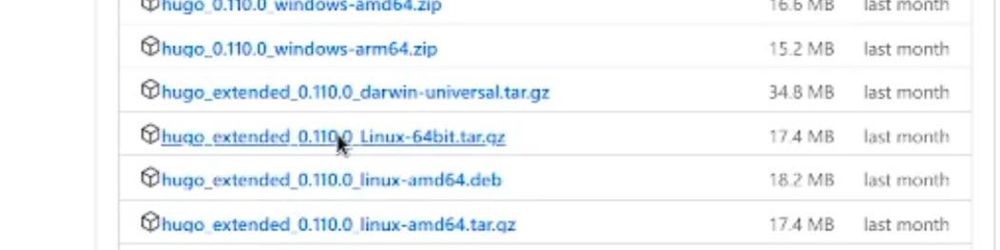 hugo_0.110.0_windows-amd64.zip 16.6 MB last month
hugo_0.110.0_windows-arm64.zip 15.2 MB last month
hugo_extended_0.110.0_darwin-universal.tar.gz 34.8 MB last month
hugo_extended_0.110.0_Linux-64bit.tar.gz 17.4 MB last month
hugo_extended_0.110.0_linux-amd64.deb 18.2 MB last month
hugo_extended_0.110.0_linux-amd64.tar.gz 17.4 MB last month